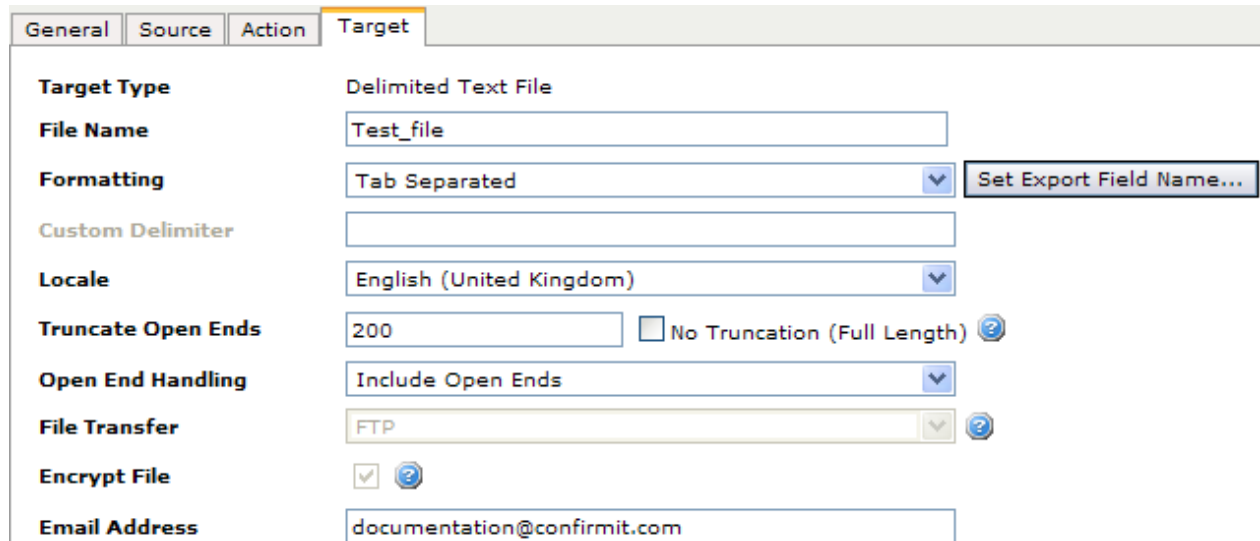 General Source Action Target
Target Type Delimited Text File
File Name Test_file
Formatting Tab Separated Set Export Field Name...
Custom Delimiter
Locale English (United Kingdom)
Truncate Open Ends 200 No Truncation (Full Length)
Open End Handling Include Open Ends
File Transfer FTP
Encrypt File
Email Address documentation@confirmit.com